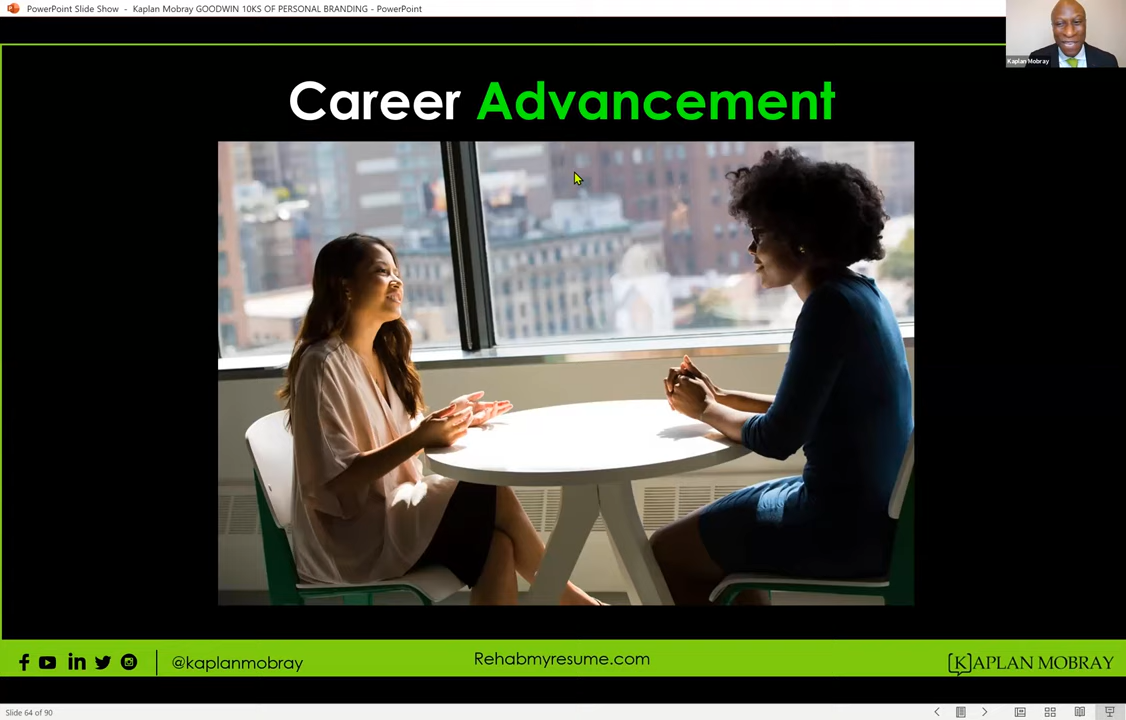 PowerPoint Slide Show - Kaplan Mobray GOODWIN 10KS OF PERSONAL BRANDING - PowerPoint
Kaplan Mobray
Career Advancement
@kaplanmobray
Rehabmyresume.com
[K]APLAN MOBRAY
Slide 64 of 90